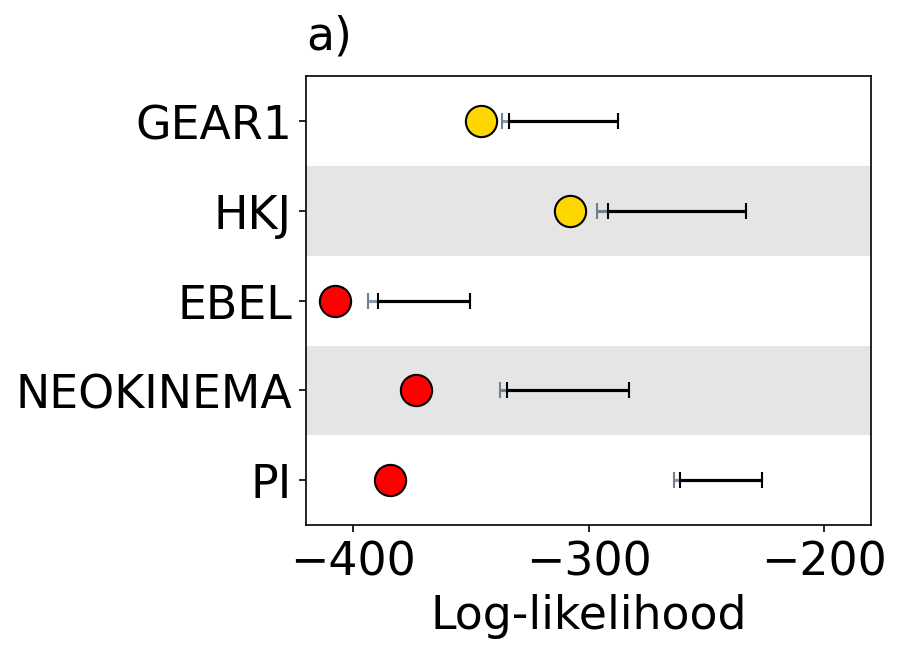 a)
GEAR1
HKJ
EBEL
NEOKINEMA
PI
−400 −300 −200
Log-likelihood